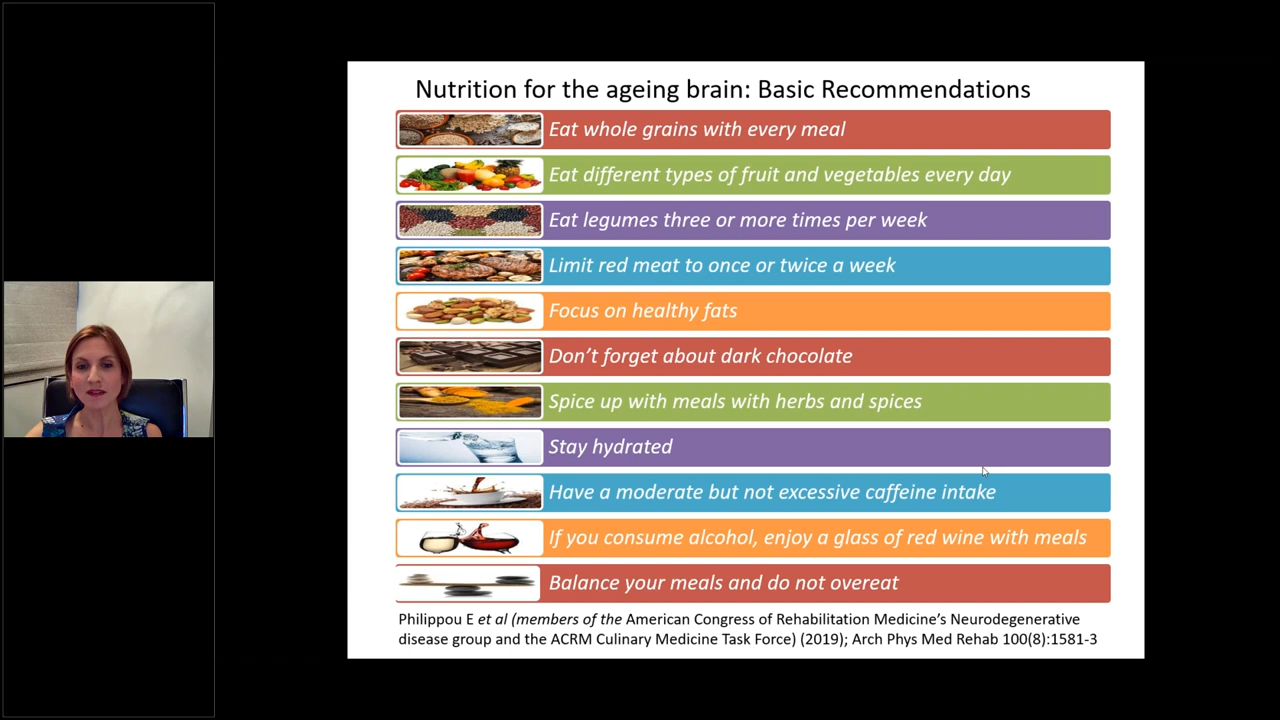 Nutrition for the ageing brain: Basic Recommendations
Eat whole grains with every meal
Eat different types of fruit and vegetables every day
Eat legumes three or more times per week
Limit red meat to once or twice a week
Focus on healthy fats
Don't forget about dark chocolate
Spice up with meals with herbs and spices
Stay hydrated
Have a moderate but not excessive caffeine intake
If you consume alcohol, enjoy a glass of red wine with meals
Balance your meals and do not overeat
Philippou E et al (members of the American Congress of Rehabilitation Medicine's Neurodegenerative
disease group and the ACRM Culinary Medicine Task Force) (2019); Arch Phys Med Rehab 100(8):1581-3